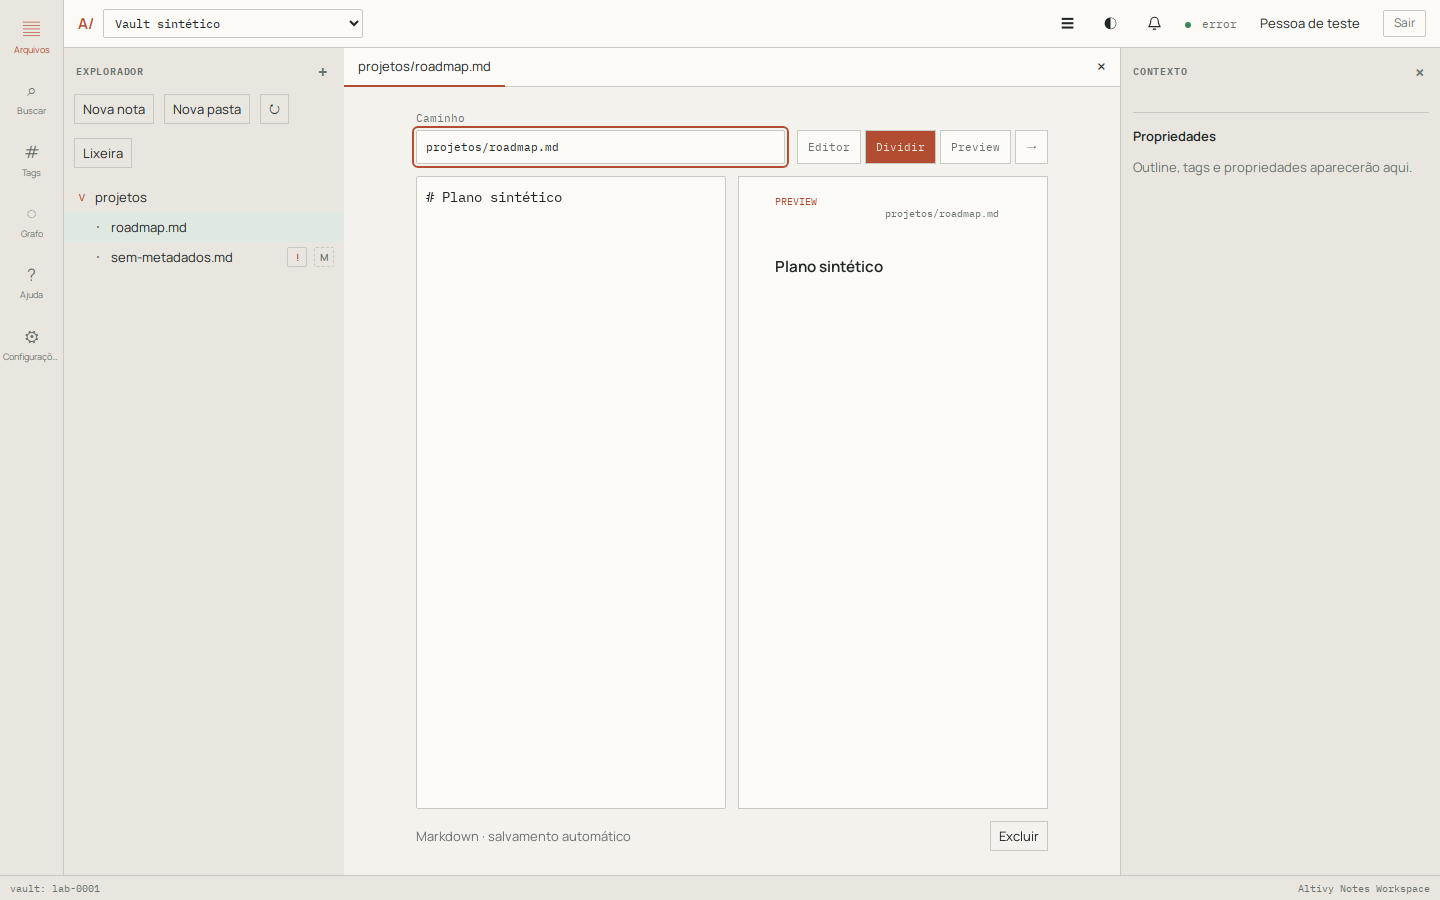 Arquivos
Buscar
#
Tags
Grafo
?
Ajuda
Configuraçõ...
A/ Vault sintético
error Pessoa de teste Sair
EXPLORADOR +
Nova nota Nova pasta
Lixeira
v projetos
· roadmap.md
· sem-metadados.md ! M
projetos/roadmap.md ×
Caminho
projetos/roadmap.md Editor Dividir Preview →
# Plano sintético
PREVIEW
projetos/roadmap.md
Plano sintético
Markdown · salvamento automático Excluir
CONTEXTO ×
Propriedades
Outline, tags e propriedades aparecerão aqui.
vault: lab-0001 Altivy Notes Workspace